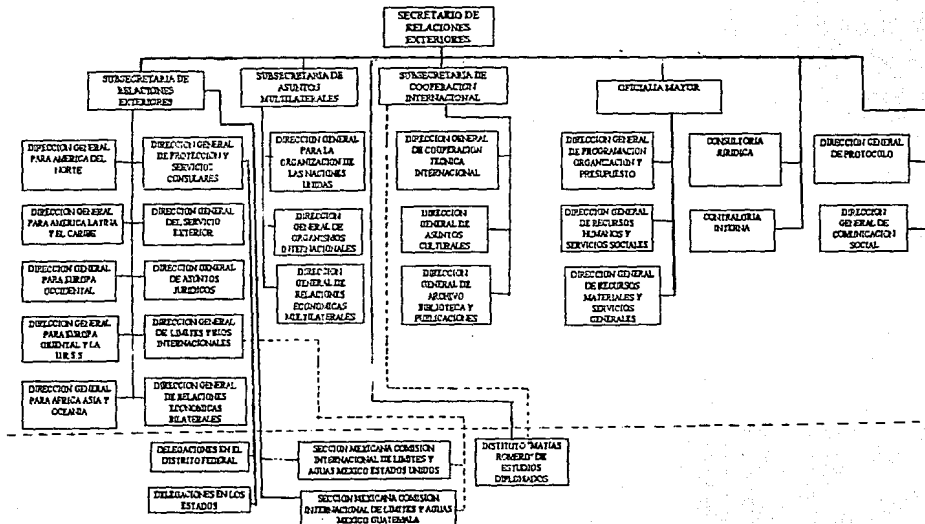 SECRETARIO DE
RELACIONES
EXTERIORES
SUBSECRETARIA DE
RELACIONES
EXTERIORES
SUBSECRETARIA DE
ASUNTOS
MULTILATERALES
SUBSECRETARIA DE
COOPERACION
INTERNACIONAL
OFICIALIA MAYOR
DIRECCION GENERAL
PARA AMERICA DEL
NORTE
DIRECCION GENERAL
DE PROTECCION Y
SERVICIOS
CONSULARES
DIRECCION GENERAL
PARA LA
ORGANIZACION DE
LAS NACIONES
UNIDAS
DIRECCION GENERAL
DE COOPERACION
TECNICA
INTERNACIONAL
DIRECCION GENERAL
DE PROGRAMACION
ORGANIZACION Y
PRESUPUESTO
CONSULTORIA
JURIDICA
DIRECCION GENERAL
DE PROTOCOLO
DIRECCION GENERAL
PARA AMERICA LATINA
Y EL CARIBE
DIRECCION GENERAL
DEL SERVICIO
EXTERIOR
DIRECCION
GENERAL DE
ORGANISMOS
INTERNACIONALES
DIRECCION
GENERAL DE
ASUNTOS
CULTURALES
DIRECCION GENERAL
DE RECURSOS
HUMANOS Y
SERVICIOS SOCIALES
CONTRALORIA
INTERNA
DIRECCION
GENERAL DE
COMUNICACION
SOCIAL
DIRECCION GENERAL
PARA EUROPA
OCCIDENTAL
DIRECCION GENERAL
DE ASUNTOS
JURIDICOS
DIRECCION
GENERAL DE
RELACIONES
ECONOMICAS
MULTILATERALES
DIRECCION
GENERAL DE
ARCHIVO
BIBLIOTECA Y
PUBLICACIONES
DIRECCION GENERAL
DE RECURSOS
MATERIALES Y
SERVICIOS
GENERALES
DIRECCION GENERAL
PARA EUROPA
ORIENTAL Y LA
U.R.S.S
DIRECCION GENERAL
DE LIMITES Y RIOS
INTERNACIONALES
DIRECCION GENERAL
PARA AFRICA ASIA Y
OCEANIA
DIRECCION GENERAL
DE RELACIONES
ECONOMICAS
BILATERALES
DELEGACIONES EN EL
DISTRITO FEDERAL
SECCION MEXICANA COMISION
INTERNACIONAL DE LIMITES Y
AGUAS MEXICO ESTADOS UNIDOS
INSTITUTO "MATIAS
ROMERO" DE
ESTUDIOS
DIPLOMADOS
DELEGACIONES EN LOS
ESTADOS
SECCION MEXICANA COMISION
INTERNACIONAL DE LIMITES Y AGUAS
MEXICO GUATEMALA